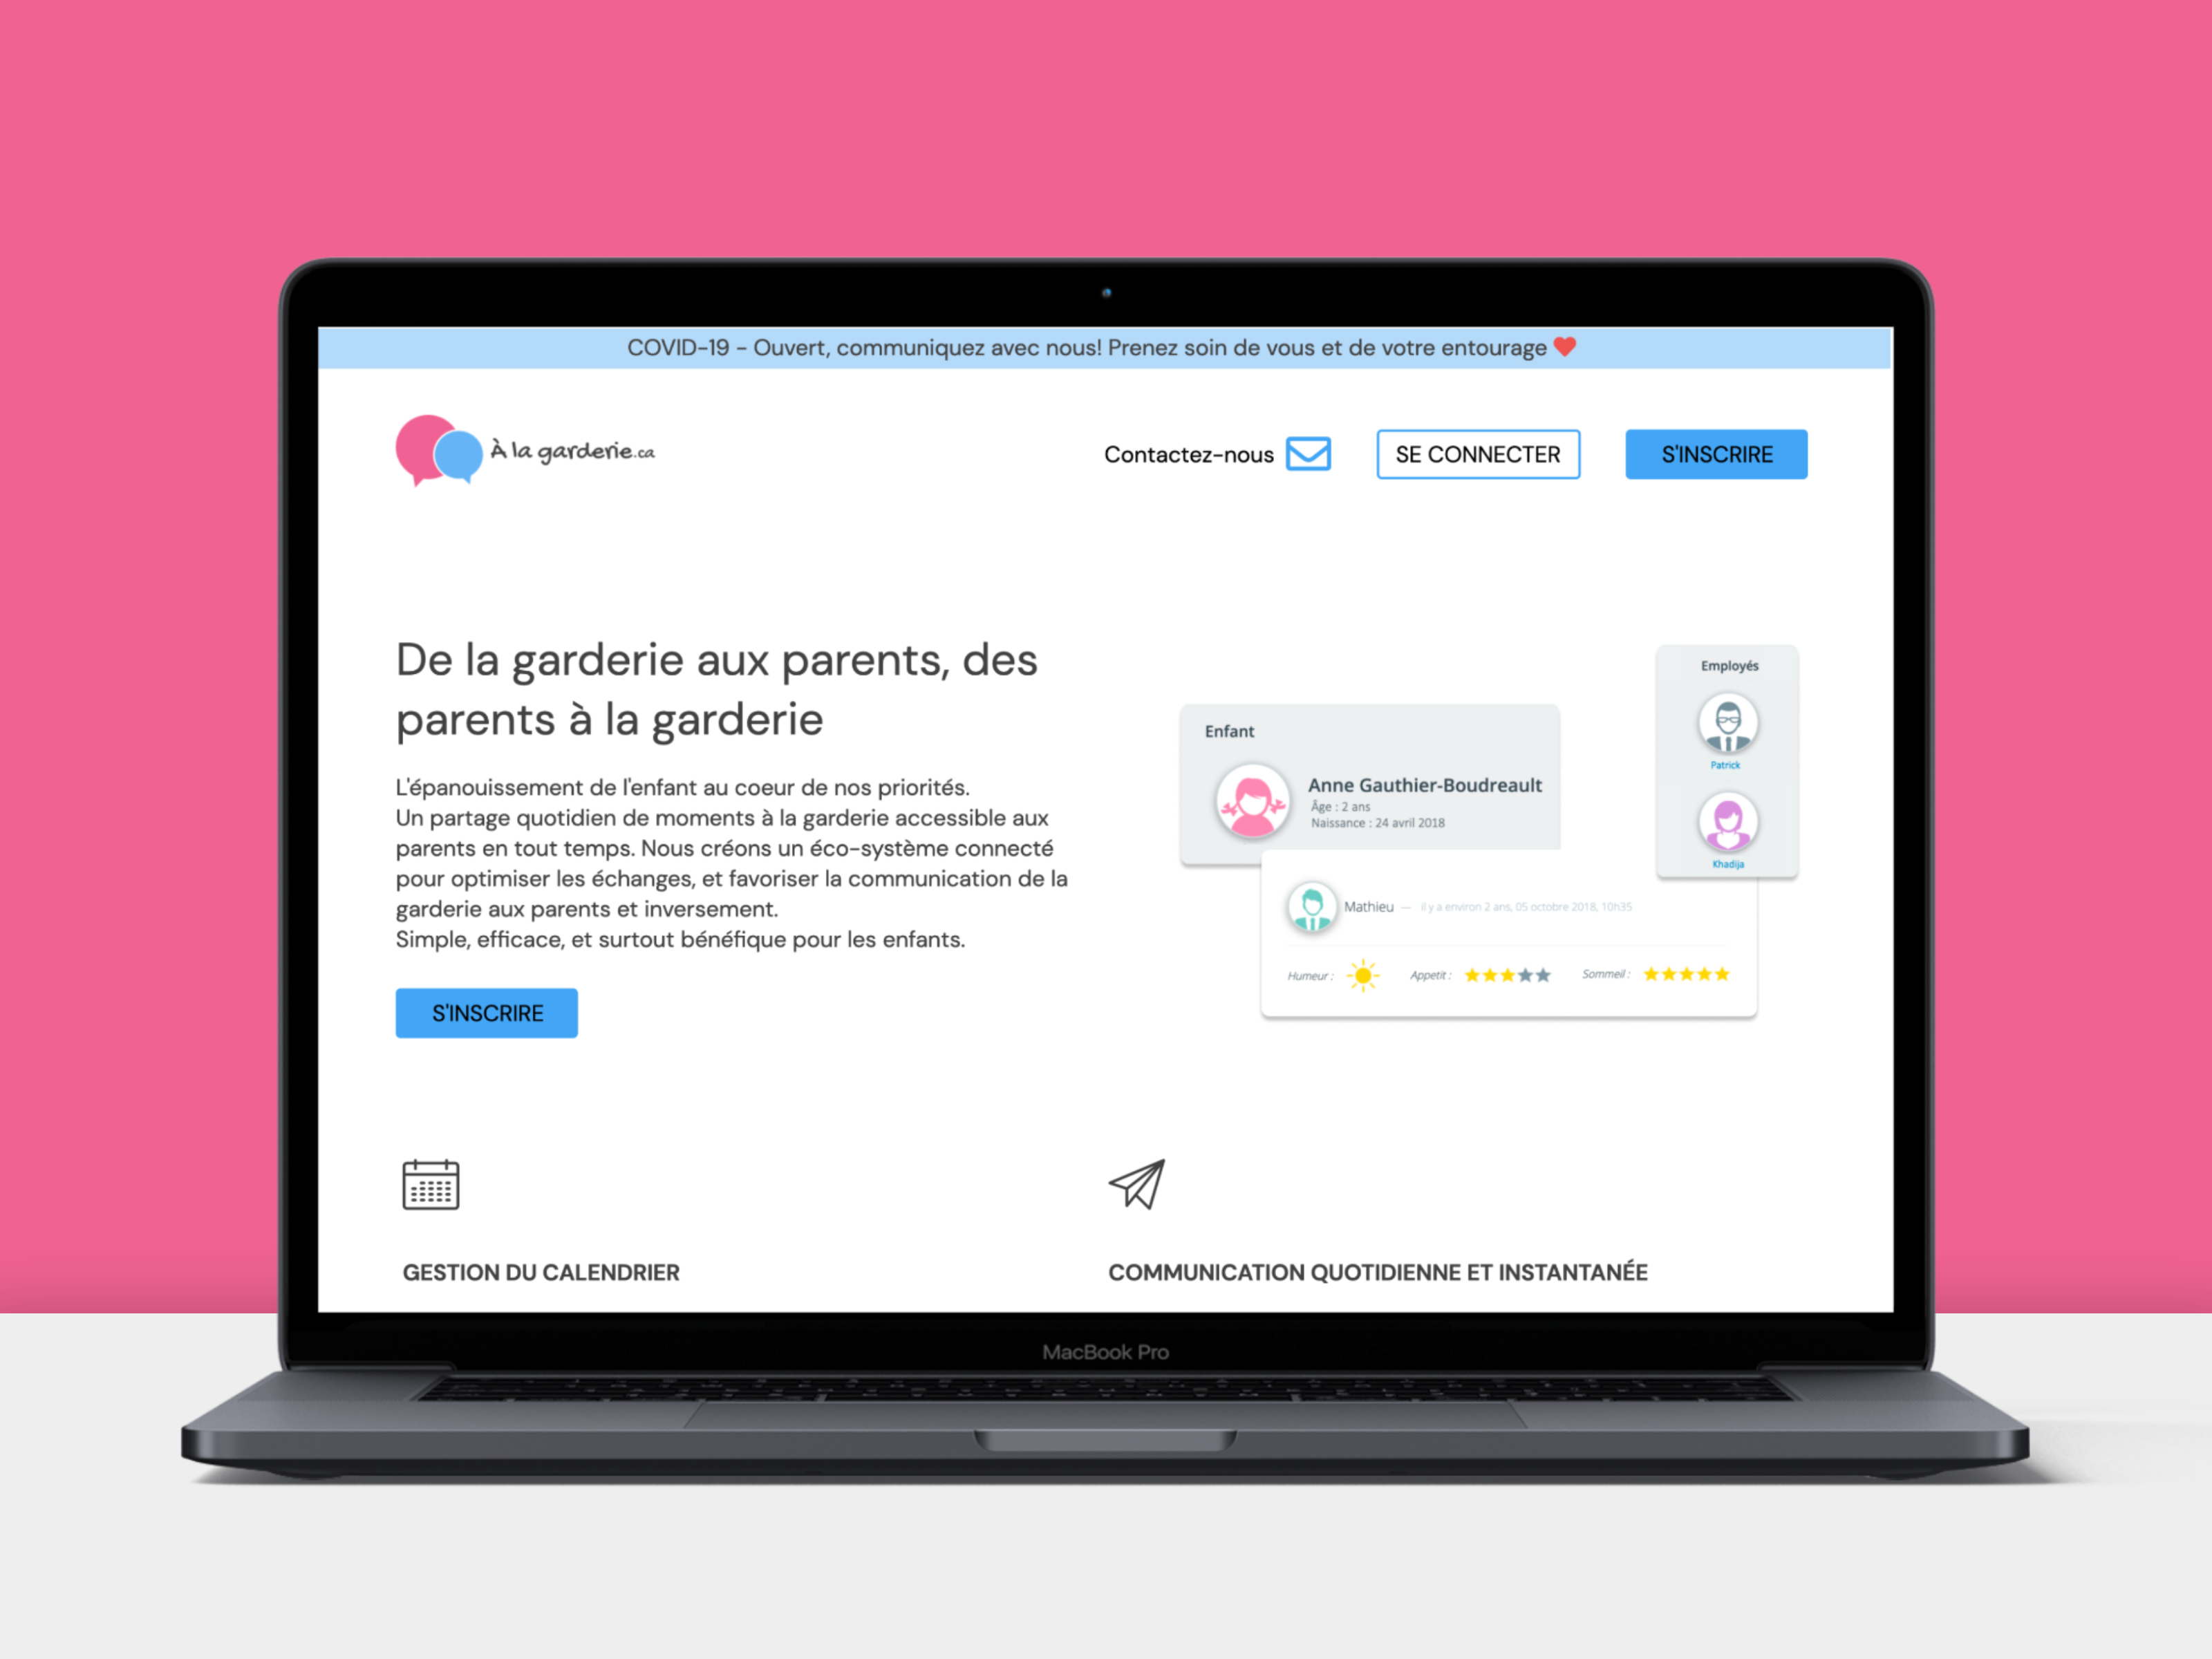 COVID-19 - Ouvert, communiquez avec nous! Prenez soin de vous et de votre entourage
À la garderie.ca
Contactez-nous
SE CONNECTER
S'INSCRIRE
De la garderie aux parents, des
parents à la garderie
L'épanouissement de l'enfant au coeur de nos priorités.
Un partage quotidien de moments à la garderie accessible aux
parents en tout temps. Nous créons un éco-système connecté
pour optimiser les échanges, et favoriser la communication de la
garderie aux parents et inversement.
Simple, efficace, et surtout bénéfique pour les enfants.
S'INSCRIRE
Employés
Patrick
Khadija
Enfant
Anne Gauthier-Boudreault
Âge : 2 ans
Naissance : 24 avril 2018
Mathieu — il y a environ 2 ans, 05 octobre 2018, 10h35
Humeur : Appetit : Sommeil :
GESTION DU CALENDRIER
COMMUNICATION QUOTIDIENNE ET INSTANTANÉE
MacBook Pro